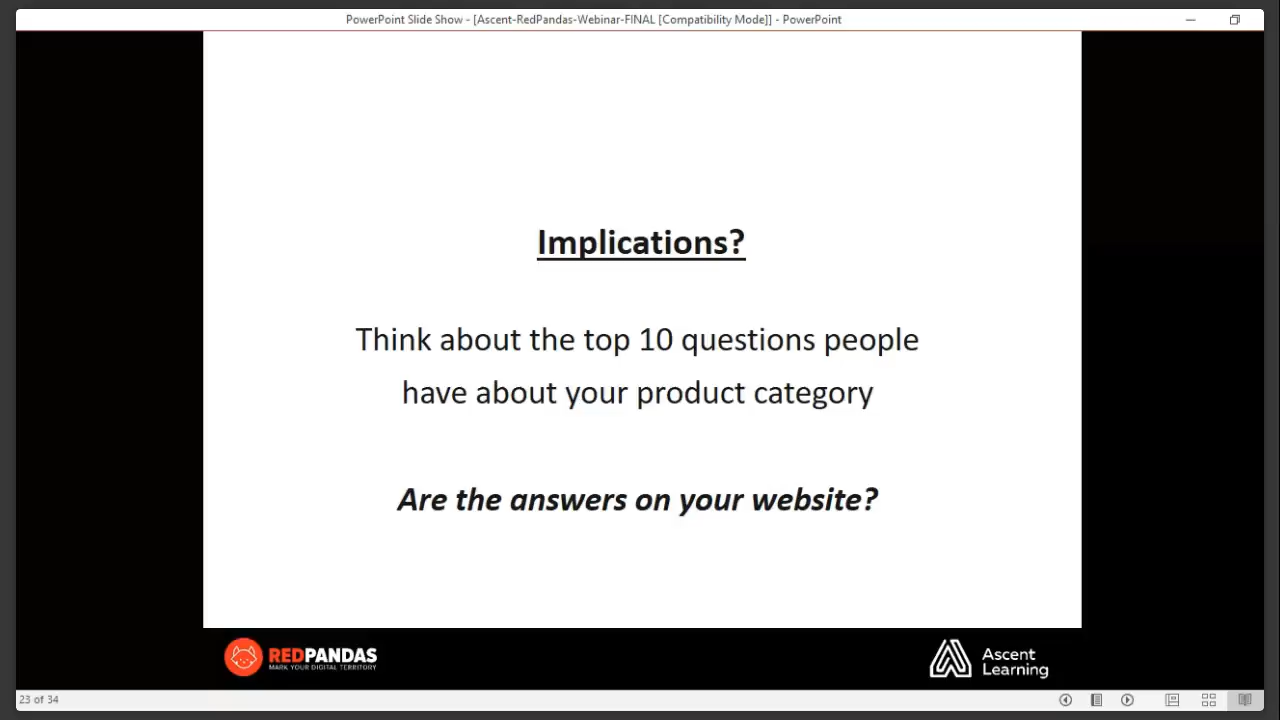 PowerPoint Slide Show - [Ascent-RedPandas-Webinar-FINAL [Compatibility Mode]] - PowerPoint
Implications?
Think about the top 10 questions people
have about your product category
Are the answers on your website?
REDPANDAS
MARK YOUR DIGITAL TERRITORY
Ascent
Learning
23 of 34